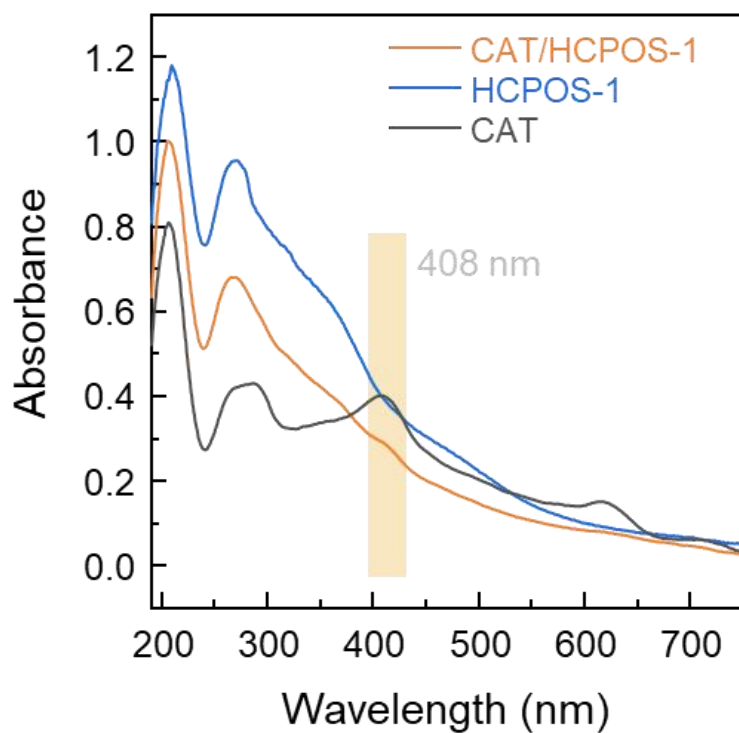 CAT/HCPOS-1
HCPOS-1
CAT
408 nm
Absorbance
1.2
1.0
0.8
0.6
0.4
0.2
0.0
200 300 400 500 600 700
Wavelength (nm)